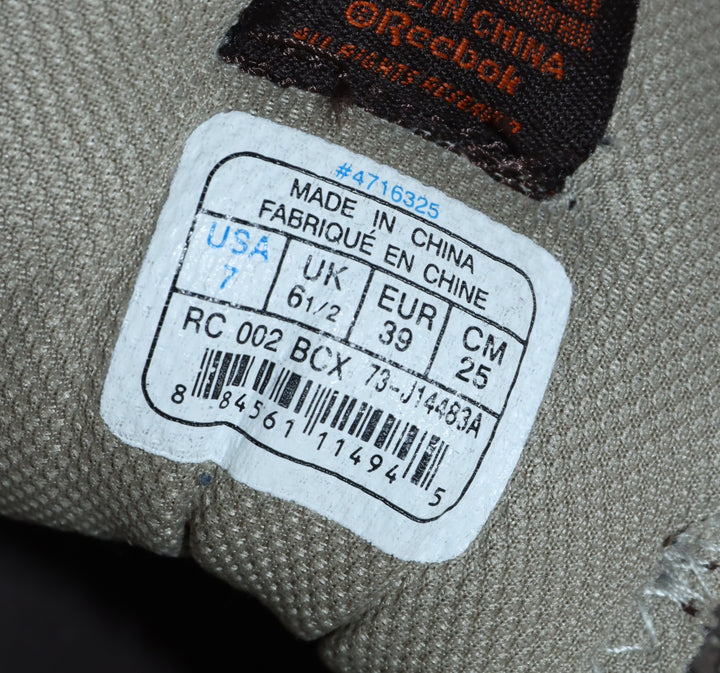 E IN CHINA
©Reebok
ALL RIGHTS RESERVED
#4716325
MADE IN CHINA
FABRIQUÉ EN CHINE
USA UK EUR CM
7 6 1/2 39 25
RC 002 BCX 73-J14483A
8 84561 11494 5